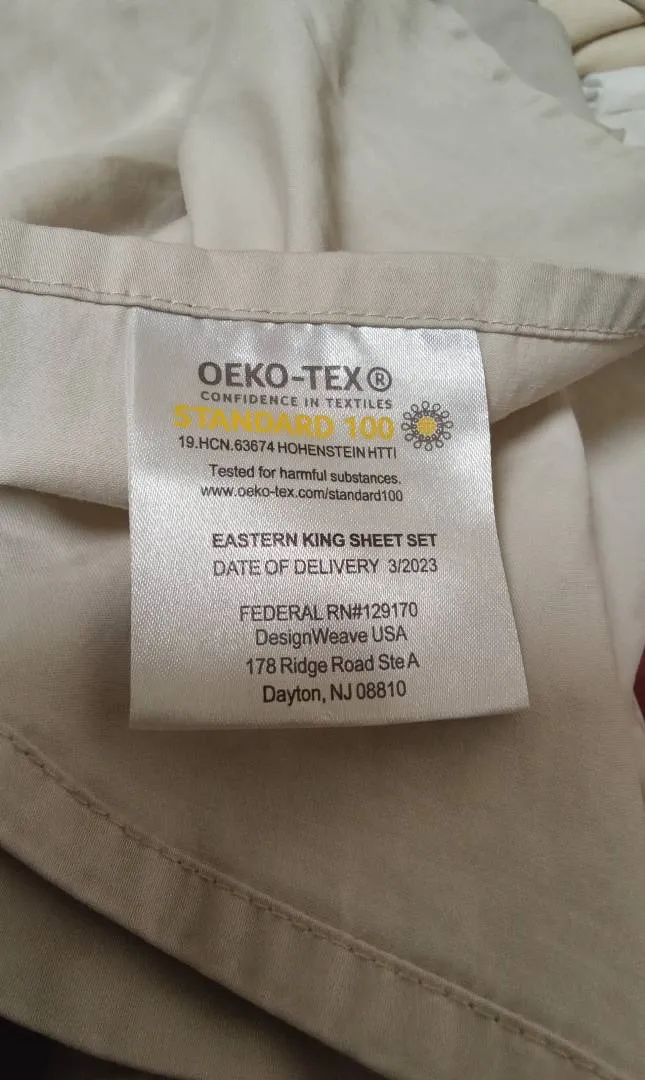 OEKO-TEX®
CONFIDENCE IN TEXTILES
STANDARD 100
19.HCN.63674 HOHENSTEIN HTTI
Tested for harmful substances.
www.oeko-tex.com/standard100
EASTERN KING SHEET SET
DATE OF DELIVERY 3/2023
FEDERAL RN#129170
DesignWeave USA
178 Ridge Road Ste A
Dayton, NJ 08810